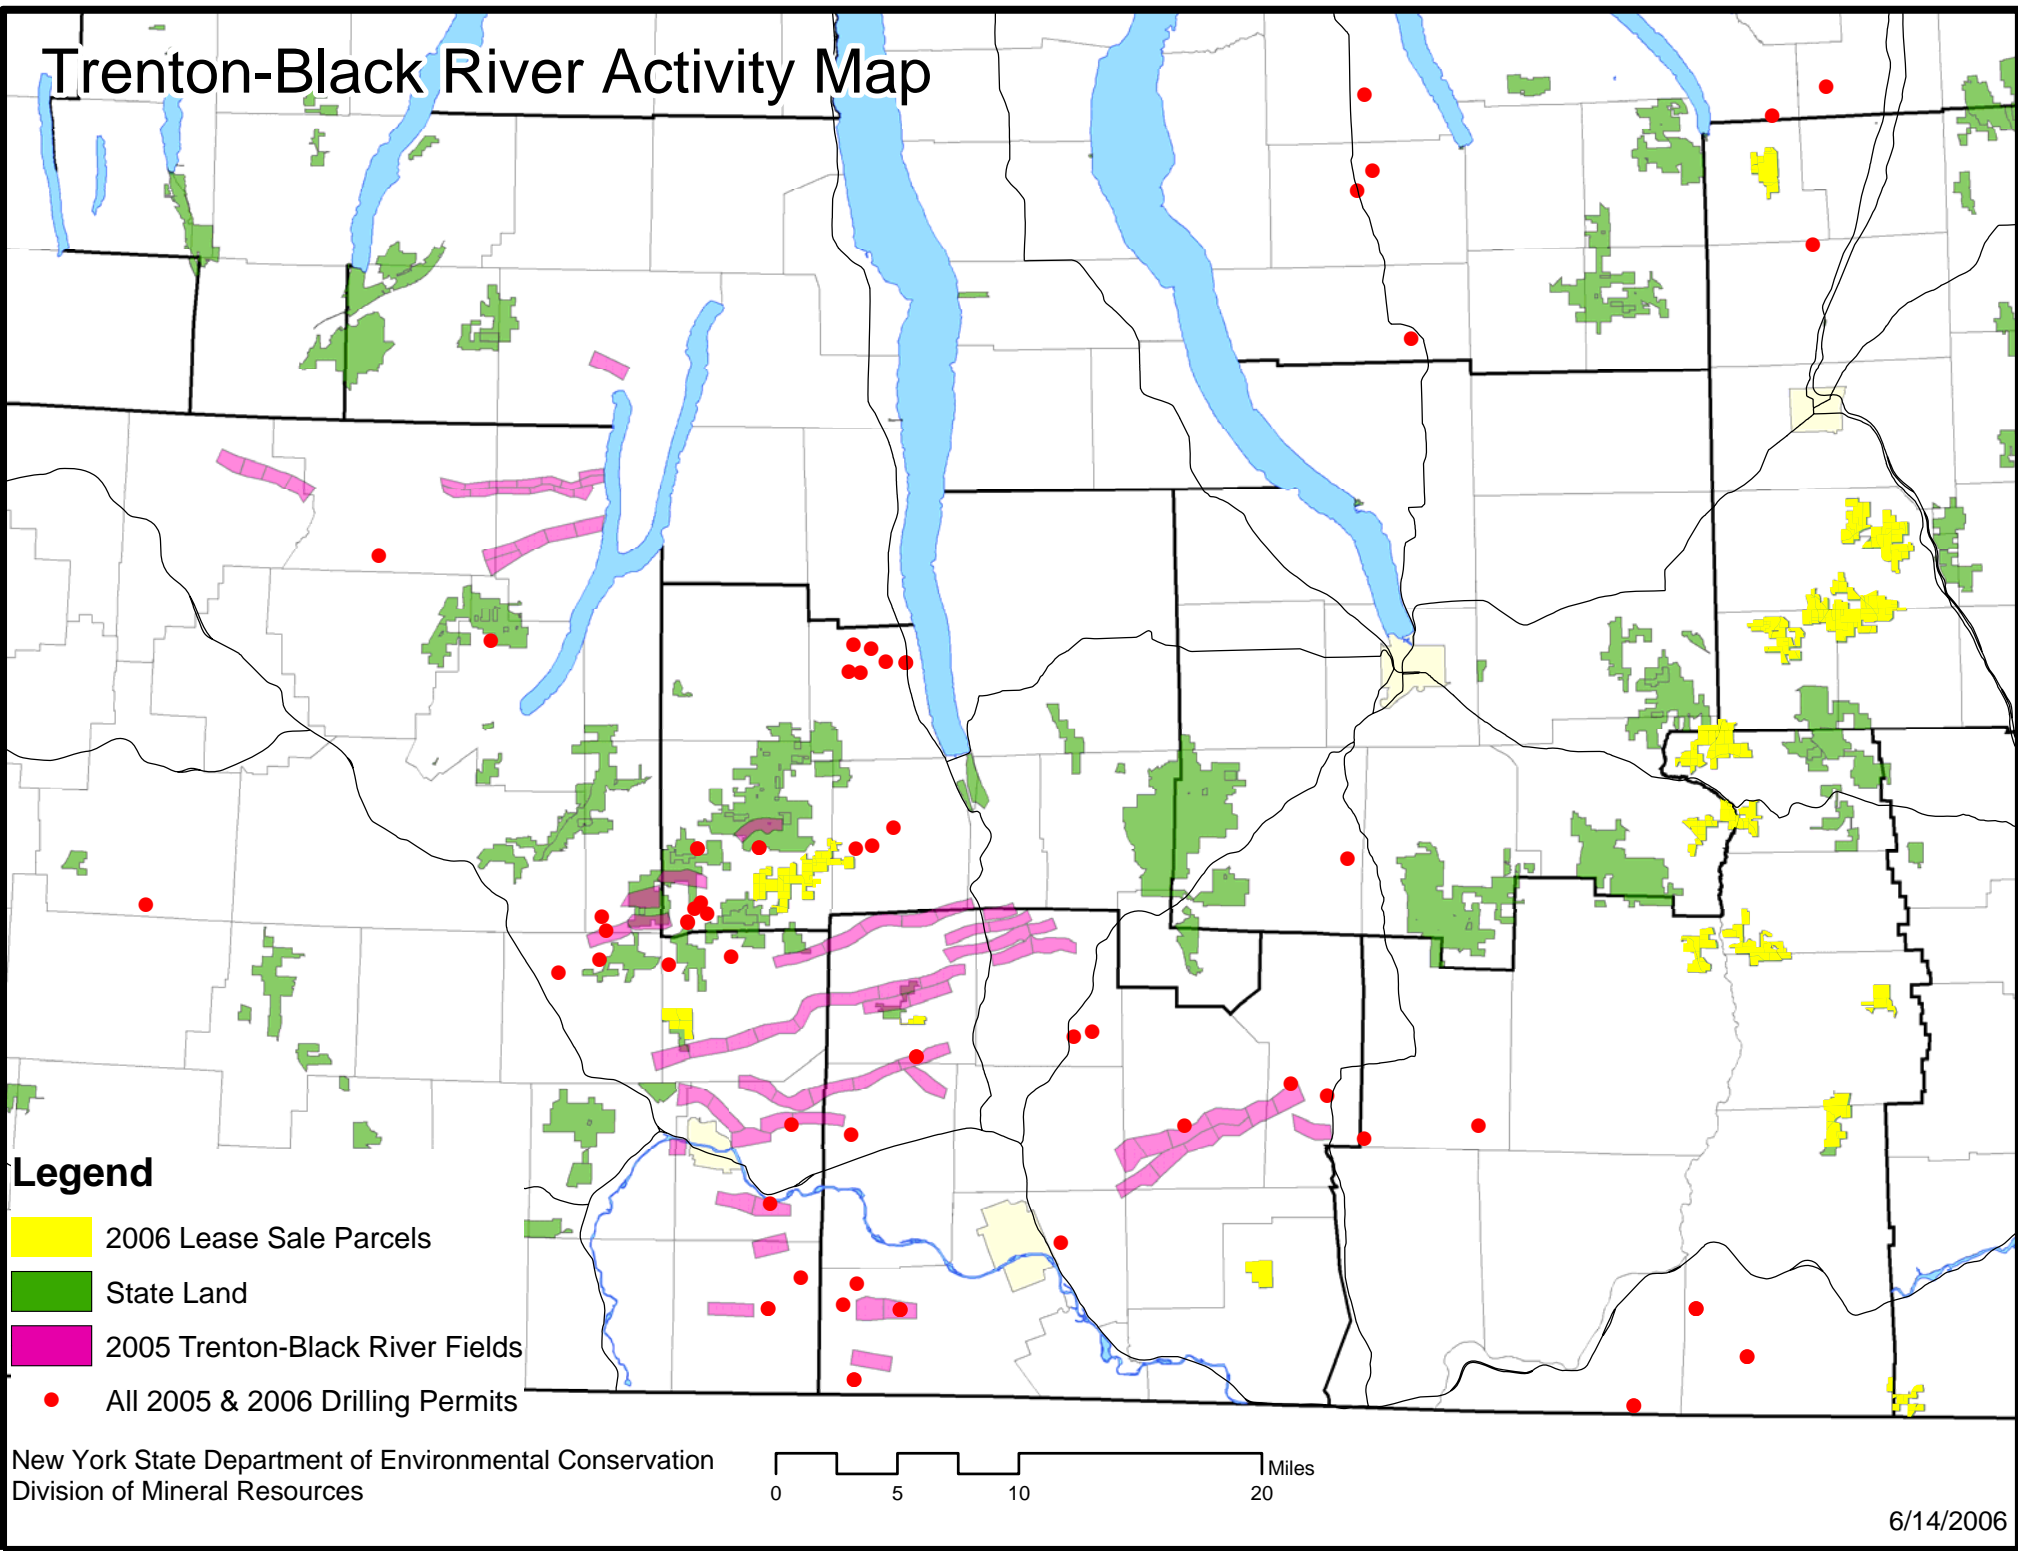 Trenton-Black River Activity Map
Legend
2006 Lease Sale Parcels
State Land
2005 Trenton-Black River Fields
All 2005 & 2006 Drilling Permits
New York State Department of Environmental Conservation
Division of Mineral Resources
Miles
0 5 10 20
6/14/2006